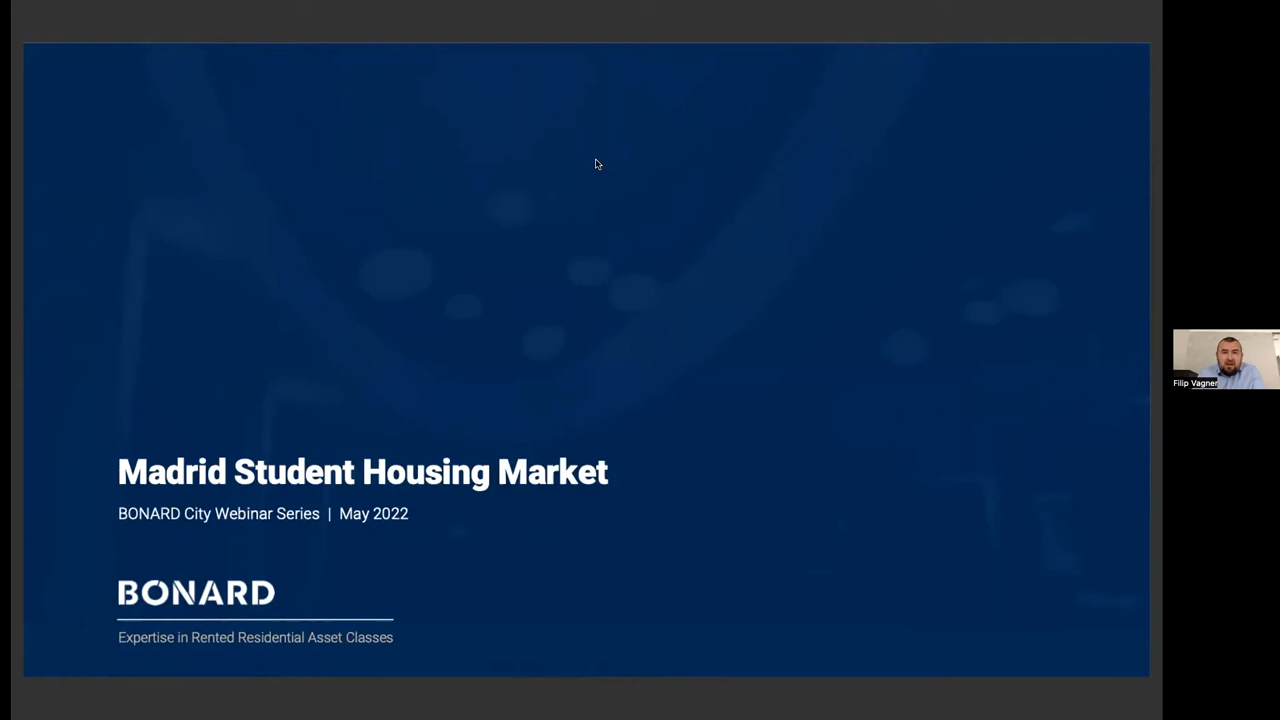 Madrid Student Housing Market
BONARD City Webinar Series | May 2022
BONARD
Expertise in Rented Residential Asset Classes
Filip Vagner